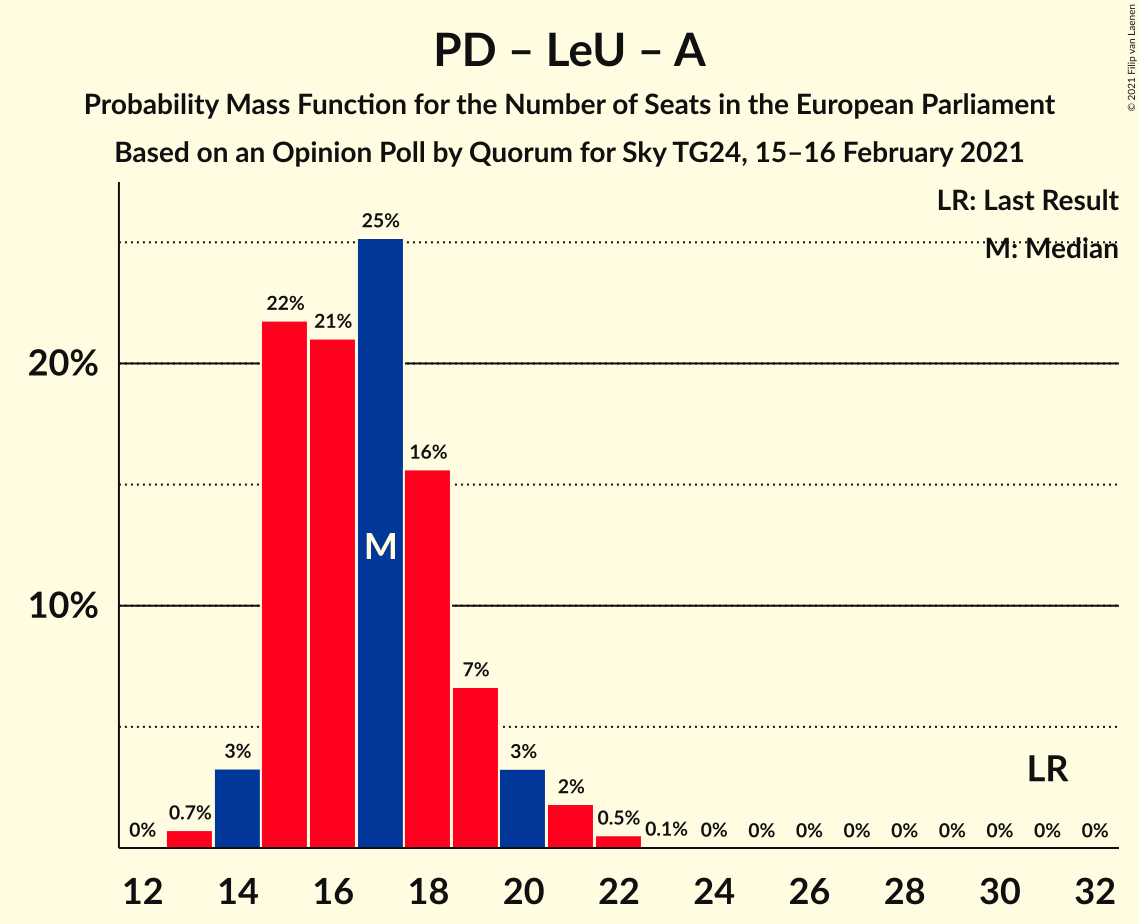 PD – LeU – A
Probability Mass Function for the Number of Seats in the European Parliament
Based on an Opinion Poll by Quorum for Sky TG24, 15–16 February 2021
© 2021 Filip van Laenen
LR: Last Result
M: Median
20%
10%
0%
0.7%
3%
22%
21%
25%
16%
7%
3%
2%
0.5%
0.1%
0%
0%
0%
0%
0%
0%
0%
0%
0%
M
LR
12 14 16 18 20 22 24 26 28 30 32